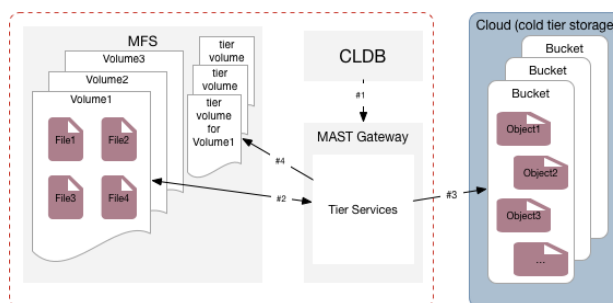 MFS
Volume3
Volume2
Volume1
File1
File2
File3
File4
tier
volume
tier
volume
tier
volume
for
Volume1
CLDB
#1
MAST Gateway
Tier Services
#4
#2
#3
Cloud (cold tier storage
Bucket
Bucket
Bucket
Object1
Object2
Object3
...